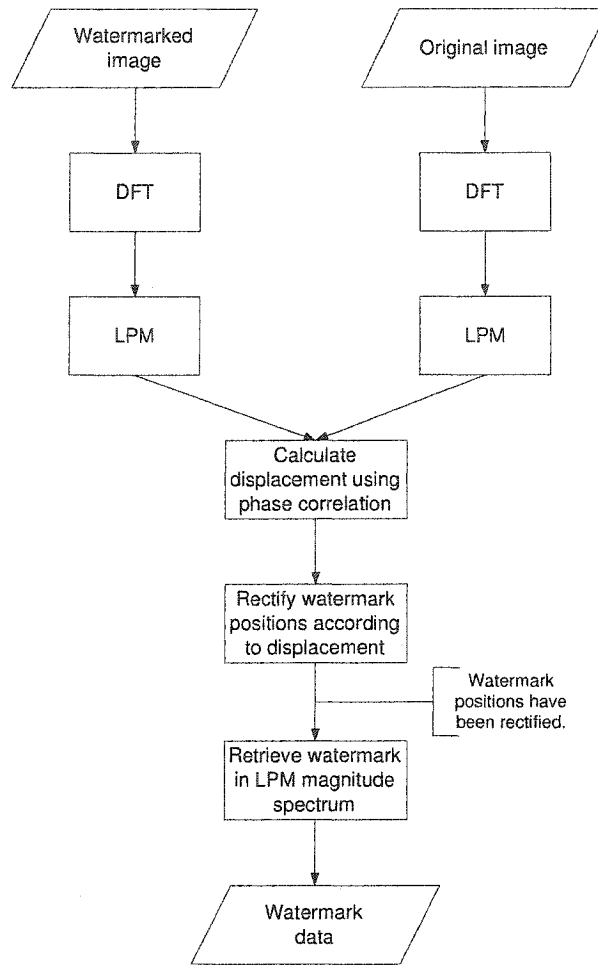 Watermarked
image
Original image
DFT
DFT
LPM
LPM
Calculate
displacement using
phase correlation
Rectify watermark
positions according
to displacement
Watermark
positions have
been rectified.
Retrieve watermark
in LPM magnitude
spectrum
Watermark
data